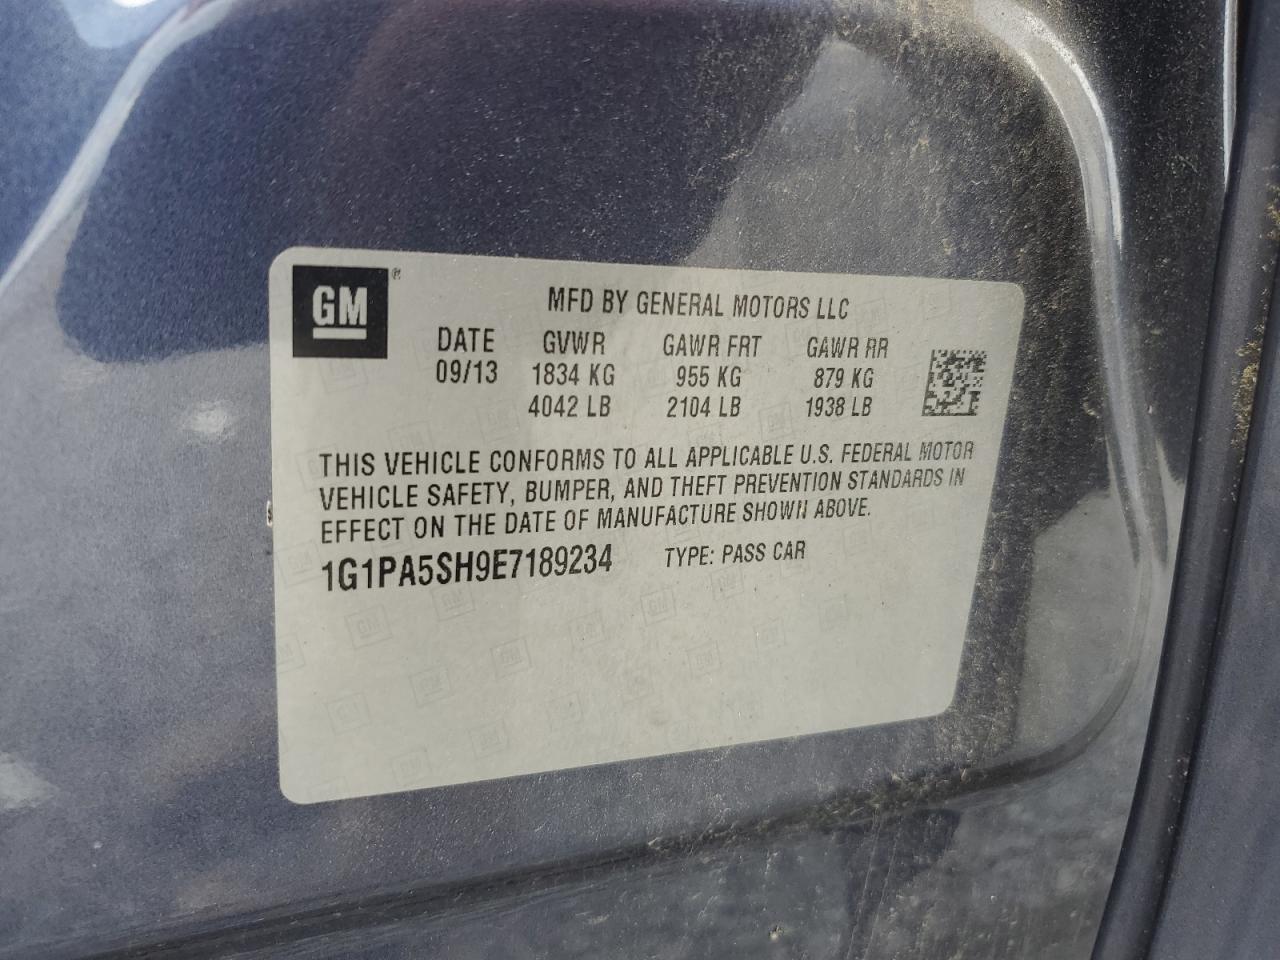 GM®
MFD BY GENERAL MOTORS LLC
DATE GVWR GAWR FRT GAWR RR
09/13 1834 KG 955 KG 879 KG
4042 LB 2104 LB 1938 LB
THIS VEHICLE CONFORMS TO ALL APPLICABLE U.S. FEDERAL MOTOR
VEHICLE SAFETY, BUMPER, AND THEFT PREVENTION STANDARDS IN
EFFECT ON THE DATE OF MANUFACTURE SHOWN ABOVE.
1G1PA5SH9E7189234 TYPE: PASS CAR